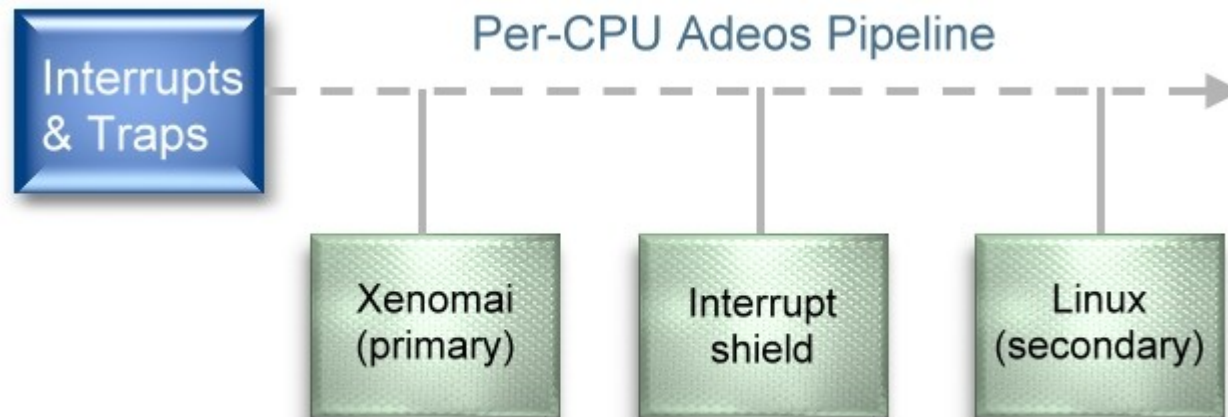 Per-CPU Adeos Pipeline
Interrupts
& Traps
Xenomai
(primary)
Interrupt
shield
Linux
(secondary)